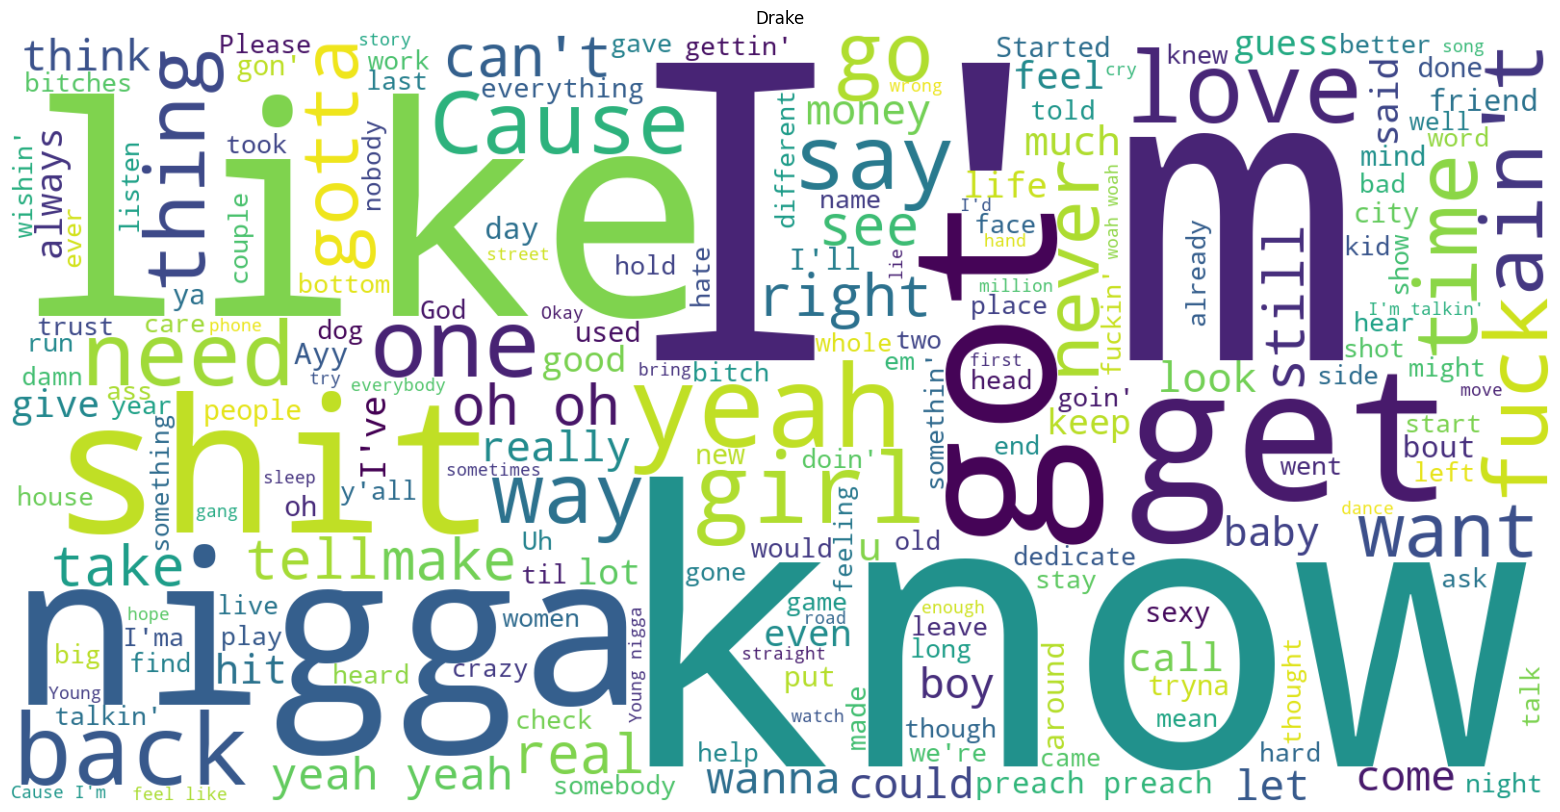 Drake
think
Please
gon'
gotta
story
work
last
can't
gave
gettin'
everything
go
Started
feel
cry
knew
guess
better
song
done
ain't
bitches
thing
like
Cause
I'm
money
wrong
told
love
said
friend
well
word
wishin'
always
ever
listen
took
couple
nobody
day
street
hold
hate
different
say
name
see
life
I'd
face
hand
much
never
woah woah
mind
bad
city
kid
show
time
ya
bottom
God
Okay
I'll
right
lie
million
place
got
already
still
I'm talkin'
hear
trust
care
phone
dog
used
run
need
Ayy
one
good
whole
two
fuckin'
shot
might
damn
ass
try
everybody
bring
bitch
em
first
head
look
side
move
give
year
people
I've
oh oh
yeah
somethin'
goin'
keep
get
start
fuck
shit
really
new
doin'
end
bout
left
went
house
something
sleep
gang
oh
y'all
sometimes
way
girl
feeling
dance
baby
want
take
tell
make
Uh
til
lot
would
u
old
dedicate
stay
ask
gone
know
nigga
hope
live
I'ma
play
women
Young nigga
game
road
even
enough
leave
long
sexy
call
tryna
mean
big
find
hit
heard
crazy
straight
put
boy
around
thought
talk
Young
talkin'
check
watch
made
though
we're
came
hard
back
yeah yeah
real
somebody
help
wanna
could
preach preach
let
come
night
Cause I'm
feel like